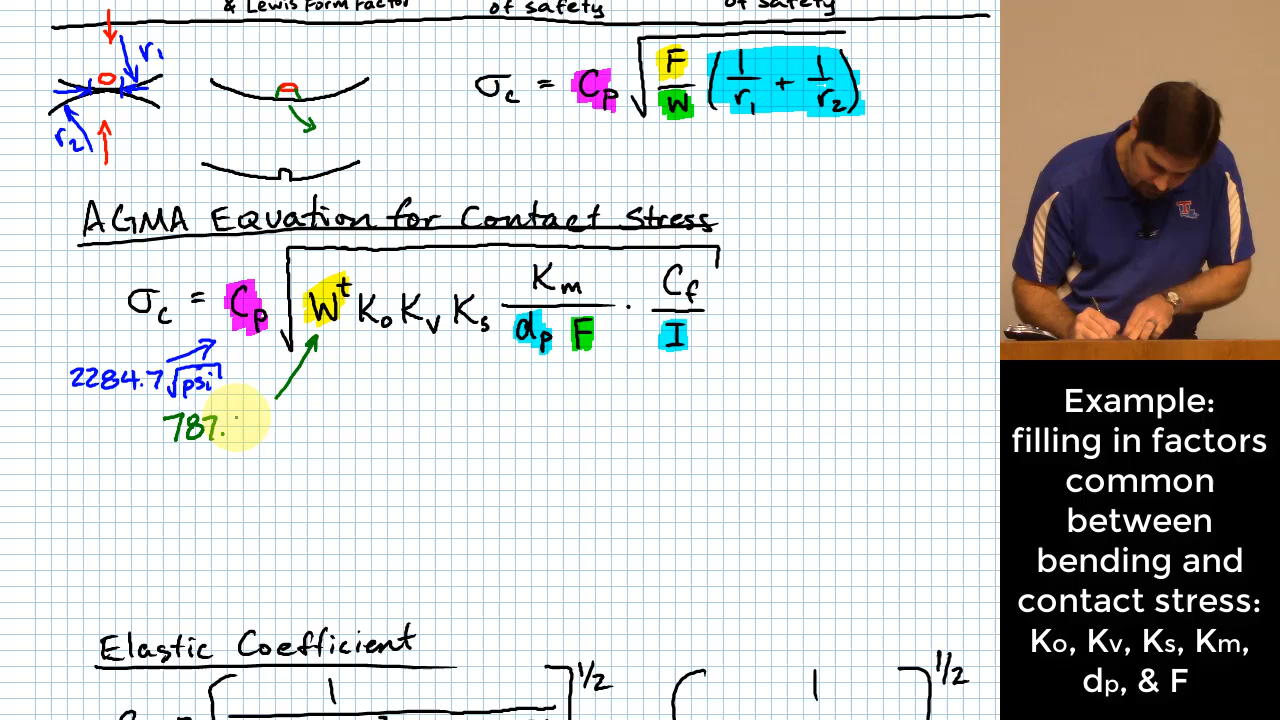 & Lewis Form Factor of safety of safety
r₁
r₂
σc = Cp √ F/W (1/r₁ + 1/r₂)
AGMA Equation for Contact Stress
σc = Cp √ Wᵗ Ko Kv Ks Km/(dp F) · Cf/I
2284.7 √psi
787.
Elastic Coefficient
[ 1 ]^1/2 ( 1 ]^1/2
Example:
filling in factors
common
between
bending and
contact stress:
Ko, Kv, Ks, Km,
dp, & F